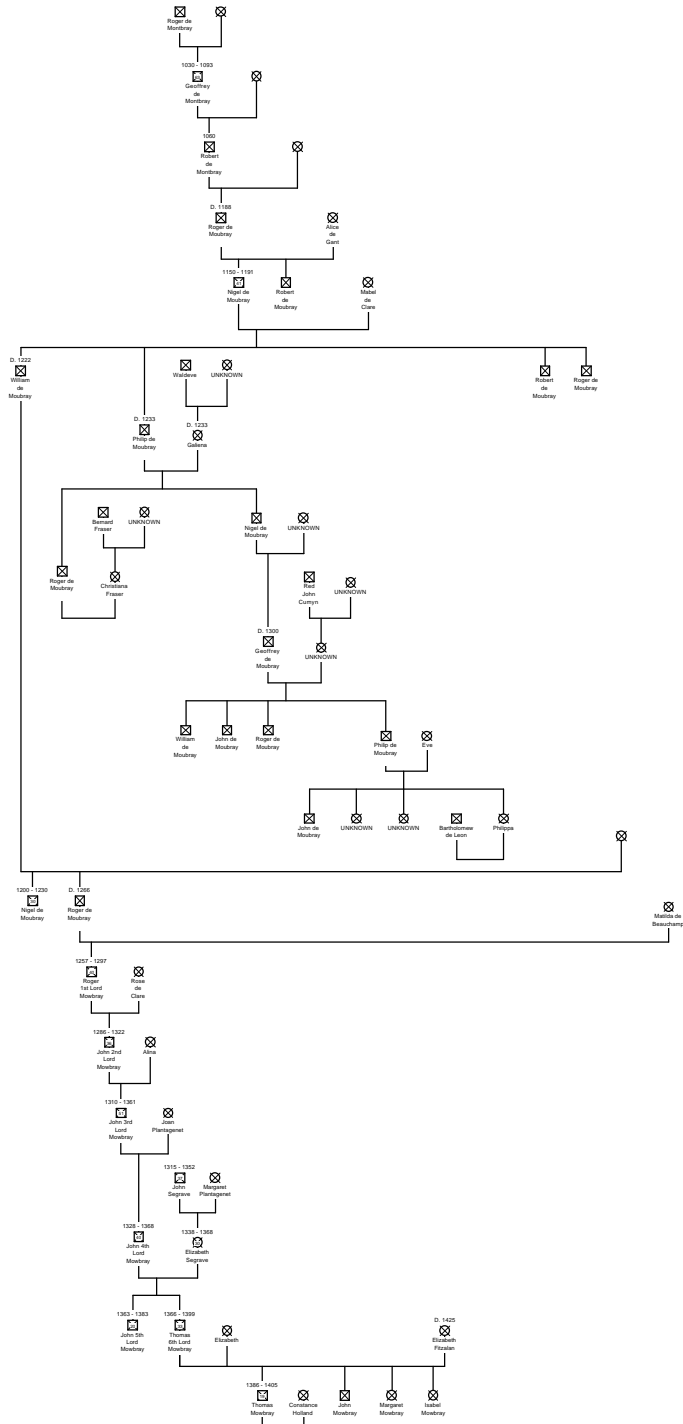 Roger de
Montbray
1030 - 1093
Geoffrey
de
Montbray
1060
Robert
de
Montbray
D. 1188
Roger de
Moubray
Alice
de
Gant
1150 - 1191
Nigel de
Moubray
Robert
de
Moubray
Mabel
de
Clare
D. 1222
William
de
Moubray
Waldeve
UNKNOWN
Robert
de
Moubray
Roger de
Moubray
D. 1233
Philip de
Moubray
D. 1233
Galiena
Bernard
Fraser
UNKNOWN
Nigel de
Moubray
UNKNOWN
Roger de
Moubray
Christiana
Fraser
Red
John
Cumyn
UNKNOWN
D. 1300
Geoffrey
de
Moubray
UNKNOWN
William
de
Moubray
John de
Moubray
Roger de
Moubray
Philip de
Moubray
Eve
John de
Moubray
UNKNOWN
UNKNOWN
Bartholomew
de Leon
Philippa
1200 - 1230
Nigel de
Moubray
D. 1266
Roger de
Moubray
Matilda de
Beauchamp
1257 - 1297
Roger
1st Lord
Mowbray
Rose
de
Clare
1286 - 1322
John 2nd
Lord
Mowbray
Alina
1310 - 1361
John 3rd
Lord
Mowbray
Joan
Plantagenet
1315 - 1352
John
Segrave
Margaret
Plantagenet
1328 - 1368
John 4th
Lord
Mowbray
1338 - 1368
Elizabeth
Segrave
1363 - 1383
John 5th
Lord
Mowbray
1366 - 1399
Thomas
6th Lord
Mowbray
Elizabeth
D. 1425
Elizabeth
Fitzalan
1386 - 1405
Thomas
Mowbray
Constance
Holland
John
Mowbray
Margaret
Mowbray
Isabel
Mowbray